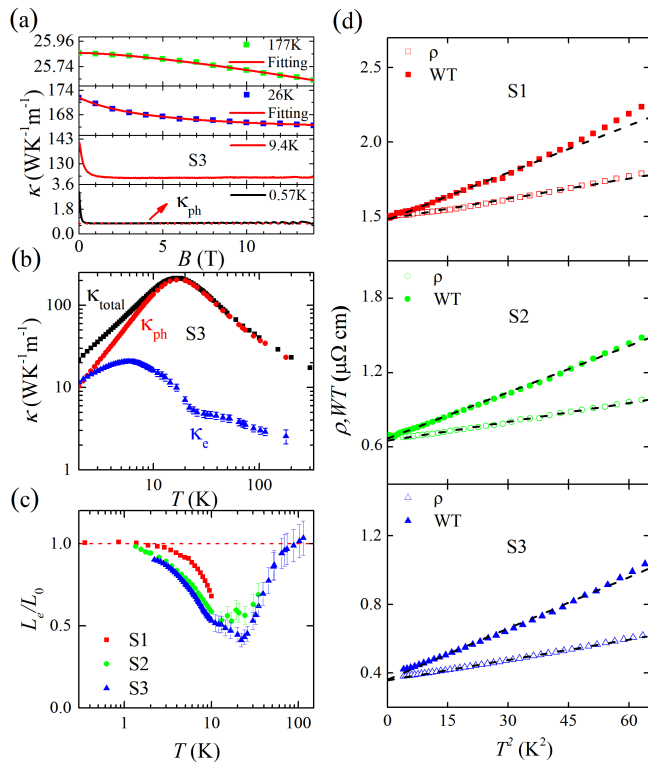 (a)
25.96
25.74
177K
Fitting
174
168
26K
Fitting
143
130
S3
9.4K
3.6
1.8
0.0
κph
0.57K
κ (WK⁻¹m⁻¹)
0 5 10
B (T)
(b)
κtotal
κph
S3
κe
100
10
1
κ (WK⁻¹m⁻¹)
10 100
T (K)
(c)
1.0
0.5
0.0
Le/L0
S1
S2
S3
1 10 100
T (K)
(d)
ρ
WT
S1
2.5
2.0
1.5
1.0
ρ
WT
S2
1.8
1.2
0.6
ρ, WT (μΩ cm)
ρ
WT
S3
1.2
0.8
0.4
0 15 30 45 60
T² (K²)